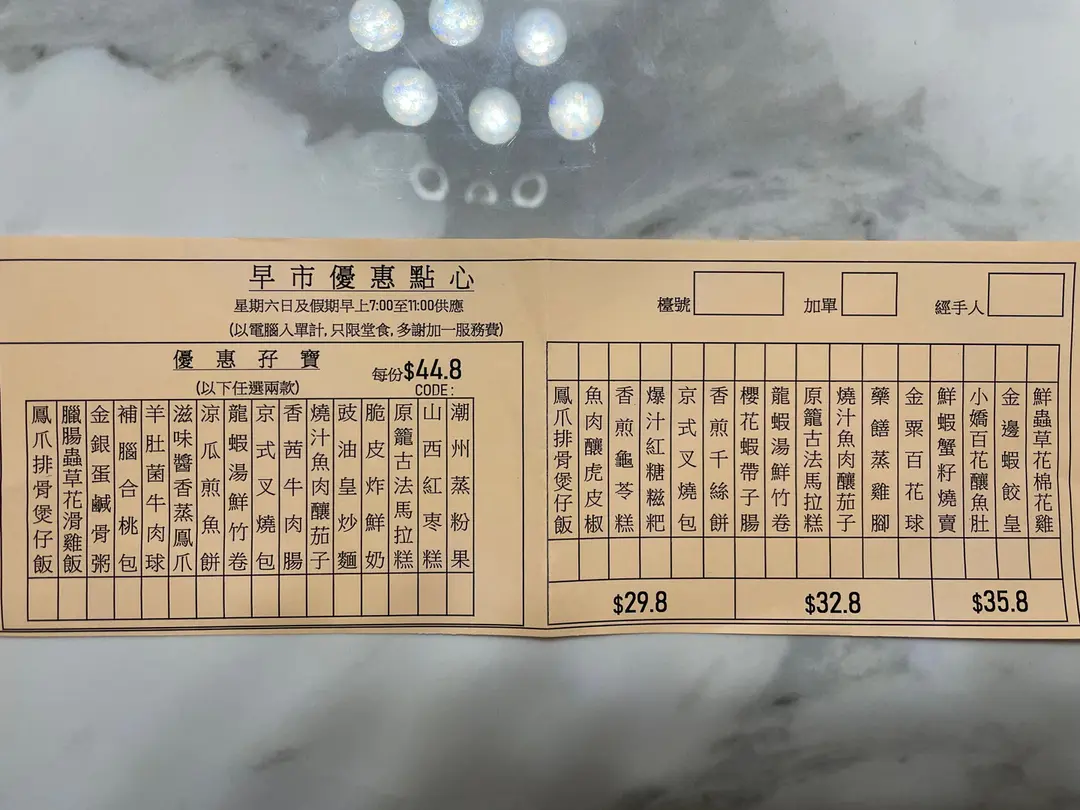 早市優惠點心
星期六日及假期早上7:00至11:00供應
(以電腦入單計, 只限堂食, 多謝加一服務費)
檯號
加單
經手人
優惠孖寶
(以下任選兩款)
每份$44.8
CODE:
潮州蒸粉果
山西紅枣糕
原籠古法馬拉糕
脆皮炸鮮奶
豉油皇炒麵
燒汁魚肉釀茄子
香茜牛肉腸
京式叉燒包
龍蝦湯鮮竹卷
涼瓜煎魚餅
滋味醬香蒸鳳爪
羊肚菌牛肉球
補腦合桃包
金銀蛋鹹骨粥
臘腸蟲草花滑雞飯
鳳爪排骨煲仔飯
鮮蟲草花棉花雞
金邊蝦餃皇
小嬌百花釀魚肚
鮮蝦蟹籽燒賣
$35.8
金粟百花球
藥饍蒸雞腳
燒汁魚肉釀茄子
原籠古法馬拉糕
龍蝦湯鮮竹卷
櫻花蝦帶子腸
$32.8
香煎千絲餅
京式叉燒包
爆汁紅糖糍粑
香煎龜苓糕
魚肉釀虎皮椒
鳳爪排骨煲仔飯
$29.8